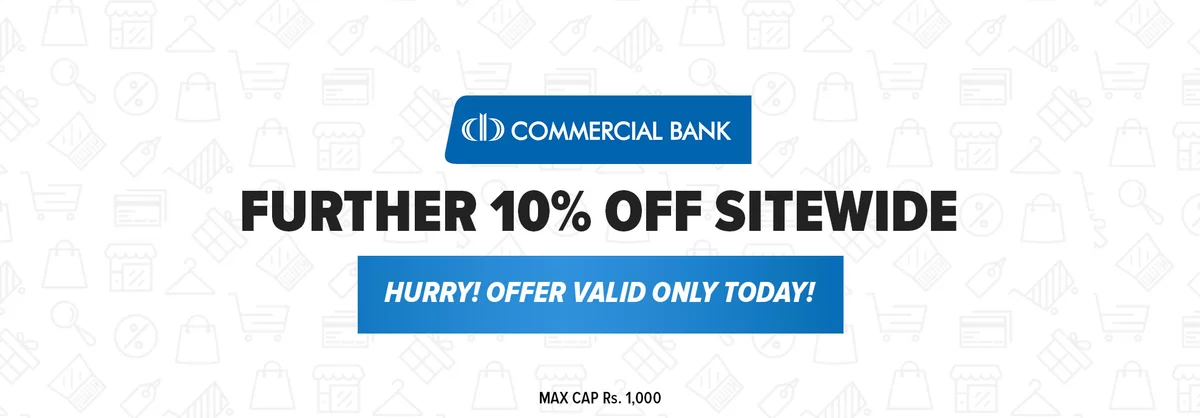 COMMERCIAL BANK
FURTHER 10% OFF SITEWIDE
HURRY! OFFER VALID ONLY TODAY!
MAX CAP Rs. 1,000